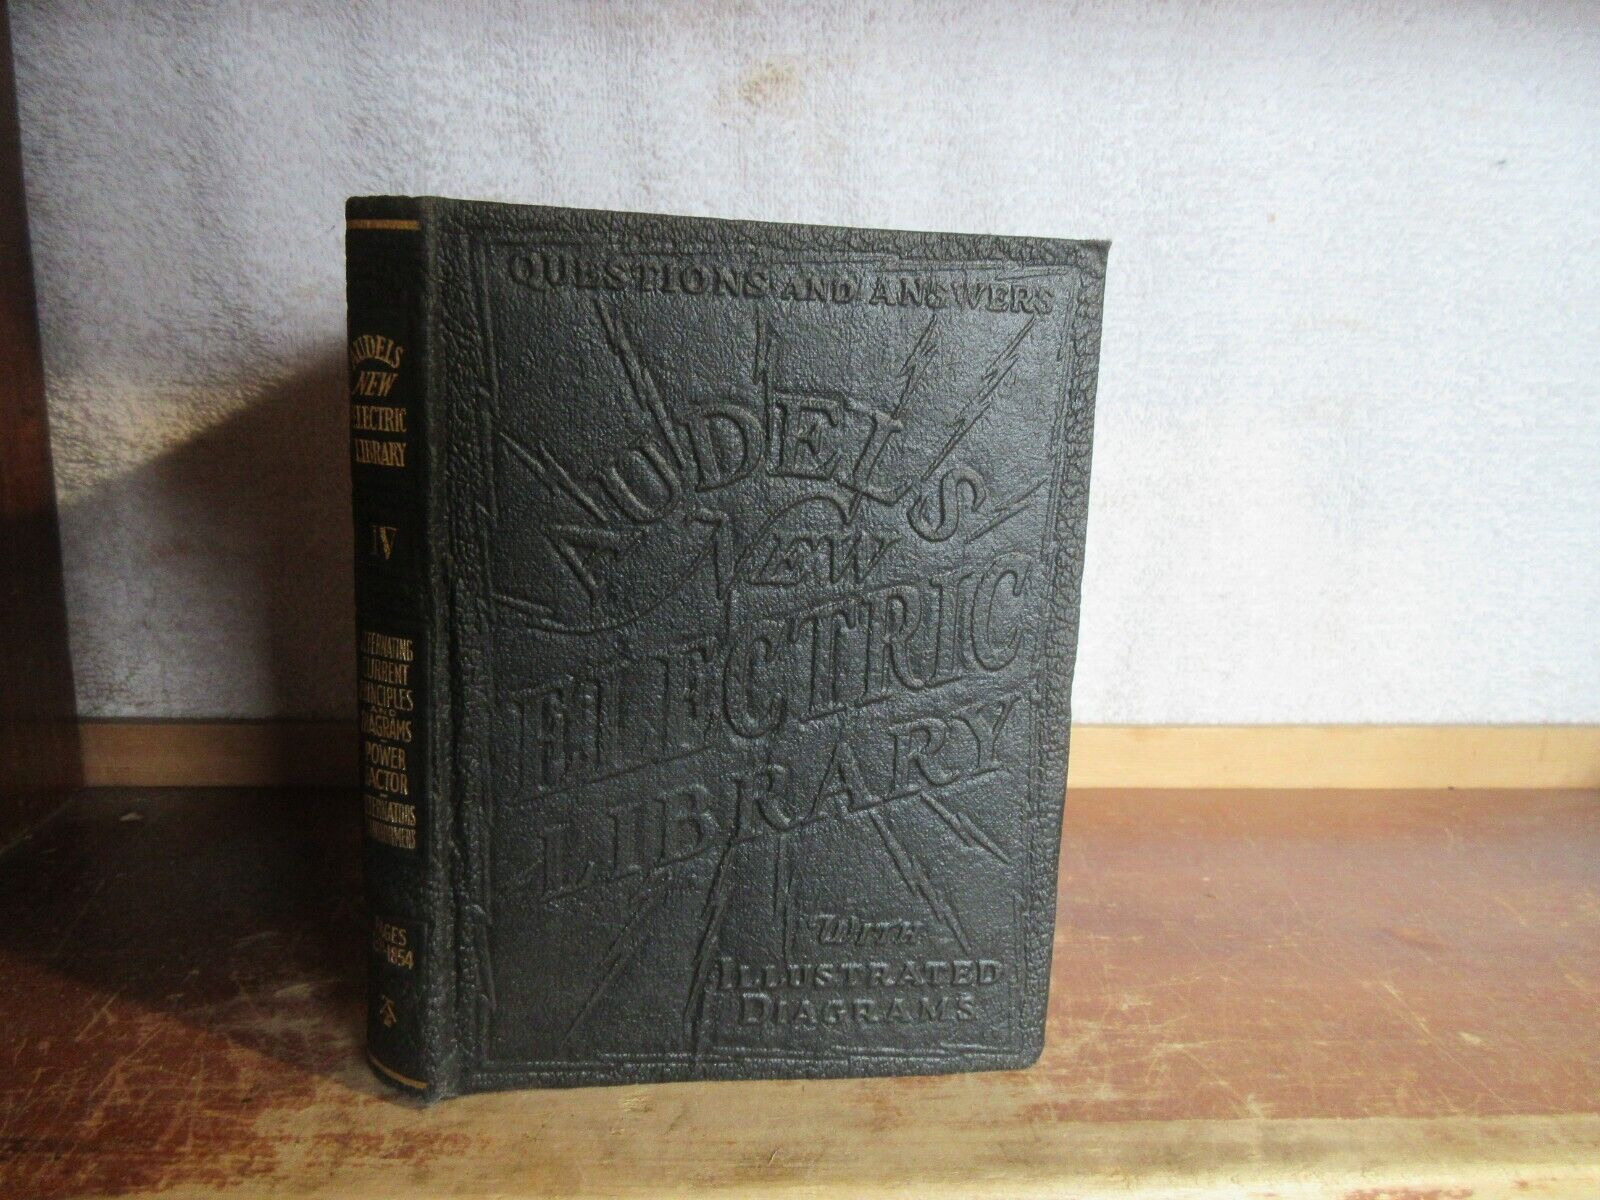 AUDELS
NEW
ELECTRIC
LIBRARY
IV
ALTERNATING
CURRENT
PRINCIPLES
AND
DIAGRAMS
POWER
FACTOR
ALTERNATORS
PAGES
QUESTIONS AND ANSWERS
AUDELS
NEW
ELECTRIC
LIBRARY
WITH
ILLUSTRATED
DIAGRAMS